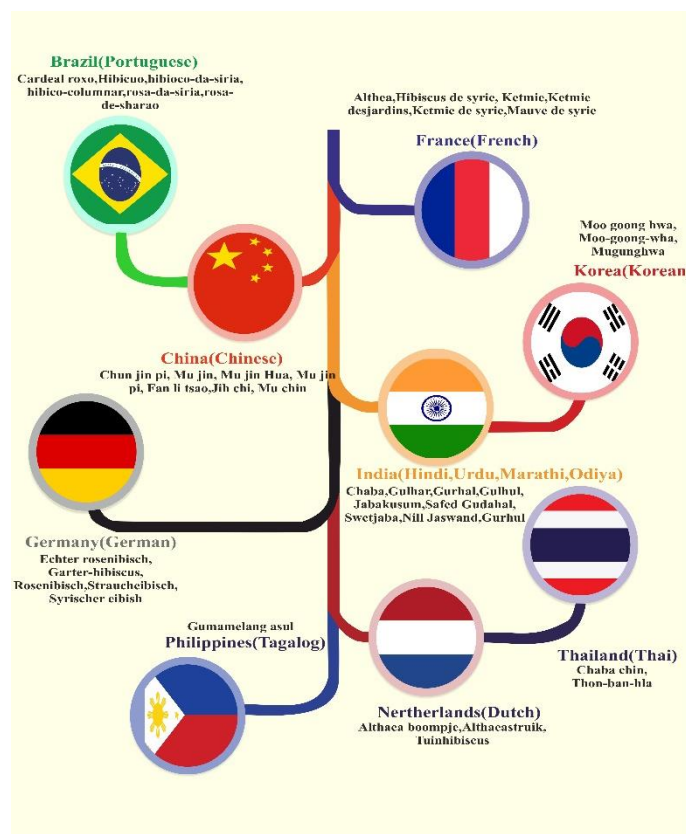 Brazil(Portuguese)
Cardeal roxo,Hibicuo,hibioco-da-siria,
hibico-columnar,rosa-da-siria,rosa-
de-sharao
Althea,Hibiscus de syrie, Ketmie,Ketmie
desjardins,Ketmie de syrie,Mauve de syrie
France(French)
Moo goong hwa,
Moo-goong-wha,
Mugunghwa
Korea(Korean
China(Chinese)
Chun jin pi, Mu jin, Mu jin Hua, Mu jin
pi, Fan li tsao,Jih chi, Mu chin
India(Hindi,Urdu,Marathi,Odiya)
Chaba,Gulhar,Gurhal,Gulhul,
Jabakusum,Safed Gudahal,
Swetjaba,Nill Jaswand,Gurhul
Germany(German)
Echter rosenibisch,
Garter-hibiscus,
Rosenibisch,Straucheibisch,
Syrischer eibish
Gumamelang asul
Philippines(Tagalog)
Thailand(Thai)
Chaba chin,
Thon-ban-hla
Nertherlands(Dutch)
Althaea boompje,Althaeastruik,
Tuinhibiscus